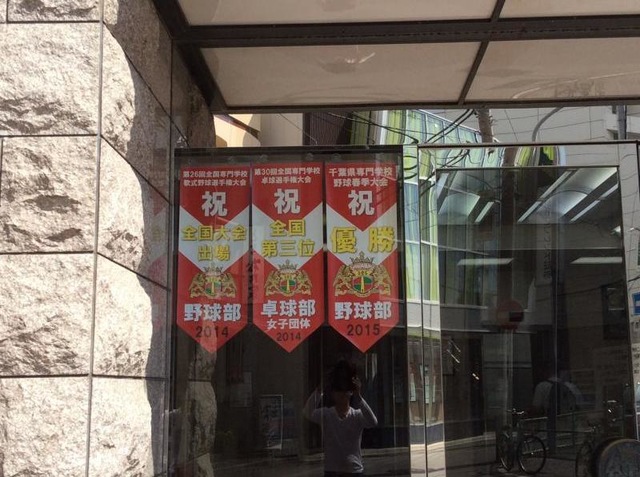 第26回全国専門学校
軟式野球選手権大会
祝
全国大会
出場
野球部
2014
第30回全国専門学校
卓球選手権大会
祝
全国
第三位
卓球部
女子団体
2014
千葉県専門学校
野球春季大会
祝
優勝
野球部
2015